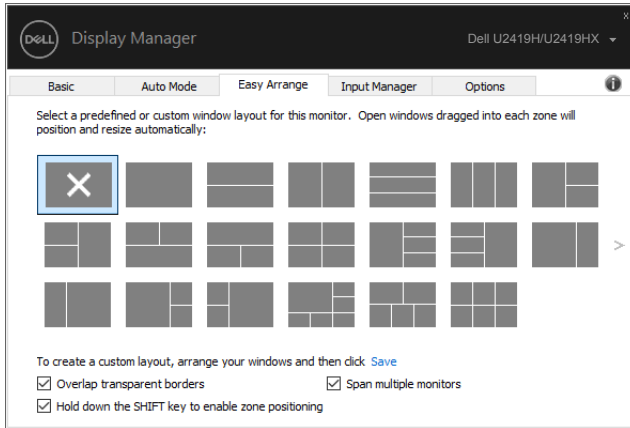 x
DELL
Display Manager
Dell U2419H/U2419HX
Basic
Auto Mode
Easy Arrange
Input Manager
Options
i
Select a predefined or custom window layout for this monitor. Open windows dragged into each zone will
position and resize automatically:
>
To create a custom layout, arrange your windows and then click Save
Overlap transparent borders
Span multiple monitors
Hold down the SHIFT key to enable zone positioning